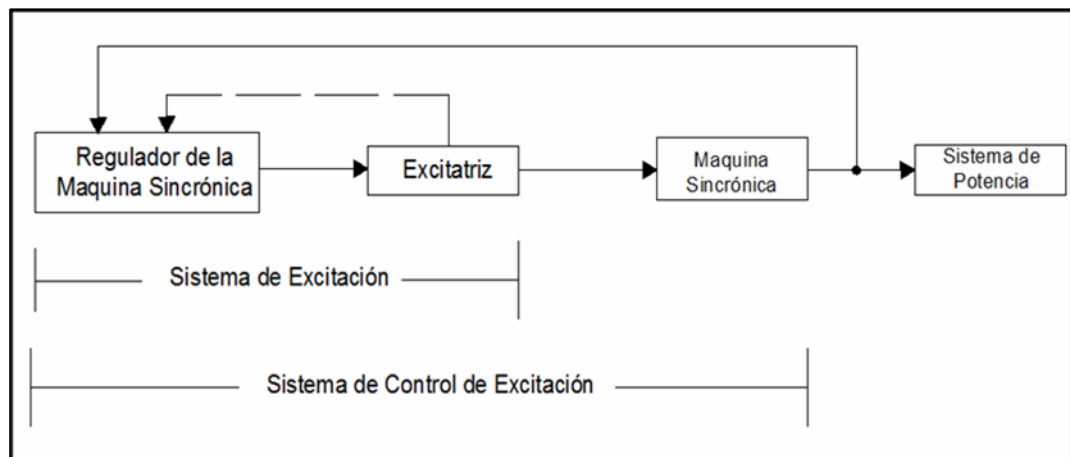 Regulador de la
Maquina Sincrónica
Excitatriz
Maquina
Sincrónica
Sistema de
Potencia
Sistema de Excitación
Sistema de Control de Excitación